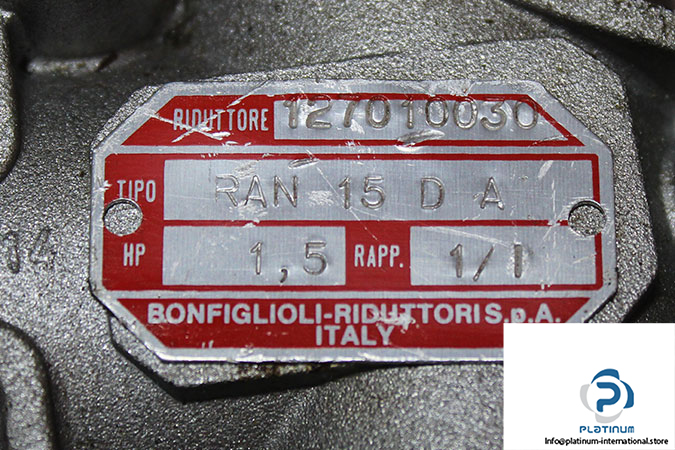 RIDUTTORE 127010030
TIPO RAN 15 D A
HP 1,5 RAPP. 1/1
BONFIGLIOLI-RIDUTTORI S.p.A.
ITALY
14
PLATINUM
info@platinum-international.store